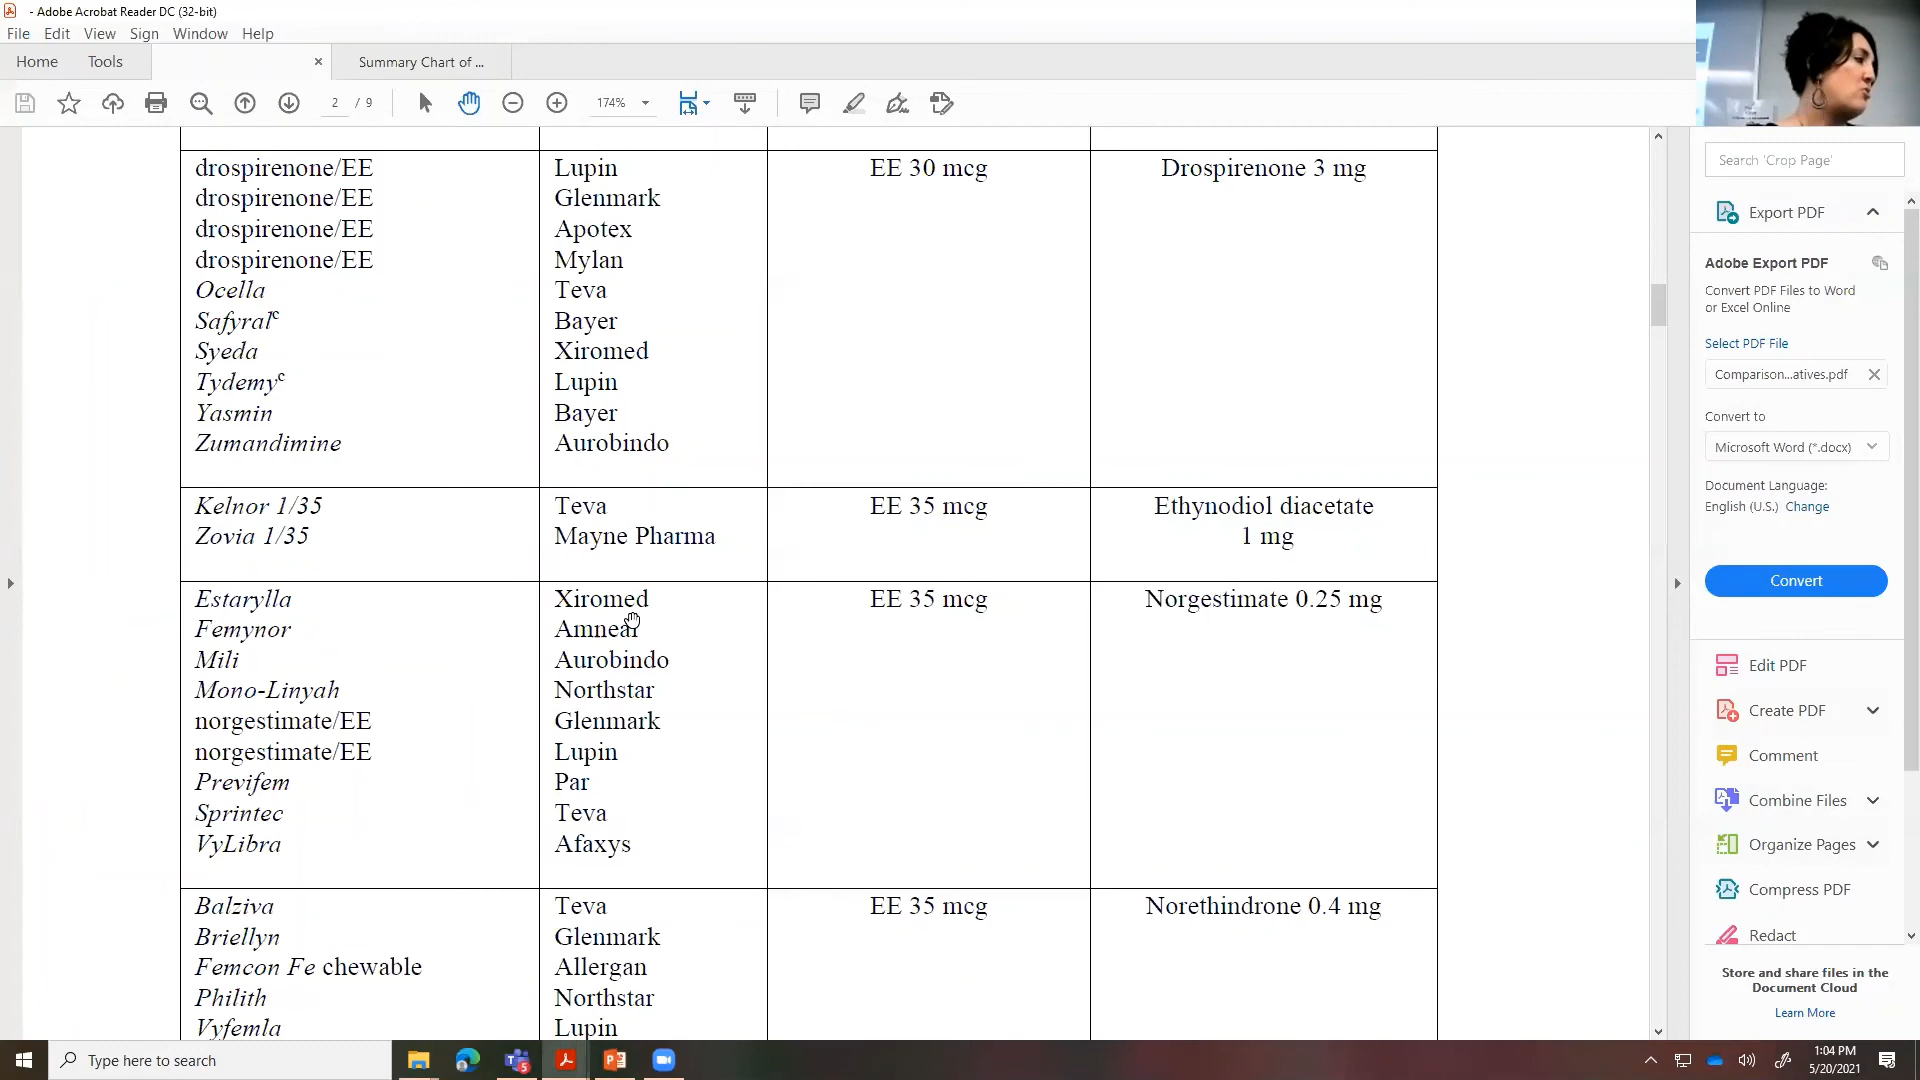 - Adobe Acrobat Reader DC (32-bit)
File Edit View Sign Window Help
Home Tools × Summary Chart of ...
2 / 9 174%
Search 'Crop Page'
drospirenone/EE Lupin EE 30 mcg Drospirenone 3 mg
drospirenone/EE Glenmark
drospirenone/EE Apotex
drospirenone/EE Mylan
Ocella Teva
Safyralᶜ Bayer
Syeda Xiromed
Tydemyᶜ Lupin
Yasmin Bayer
Zumandimine Aurobindo
Kelnor 1/35 Teva EE 35 mcg Ethynodiol diacetate
Zovia 1/35 Mayne Pharma 1 mg
Estarylla Xiromed EE 35 mcg Norgestimate 0.25 mg
Femynor Amneal
Mili Aurobindo
Mono-Linyah Northstar
norgestimate/EE Glenmark
norgestimate/EE Lupin
Previfem Par
Sprintec Teva
VyLibra Afaxys
Balziva Teva EE 35 mcg Norethindrone 0.4 mg
Briellyn Glenmark
Femcon Fe chewable Allergan
Philith Northstar
Vyfemla Lupin
Export PDF
Adobe Export PDF
Convert PDF Files to Word
or Excel Online
Select PDF File
Comparison...atives.pdf
Convert to
Microsoft Word (*.docx)
Document Language:
English (U.S.) Change
Convert
Edit PDF
Create PDF
Comment
Combine Files
Organize Pages
Compress PDF
Redact
Store and share files in the
Document Cloud
Learn More
Type here to search
5
1:04 PM
5/20/2021